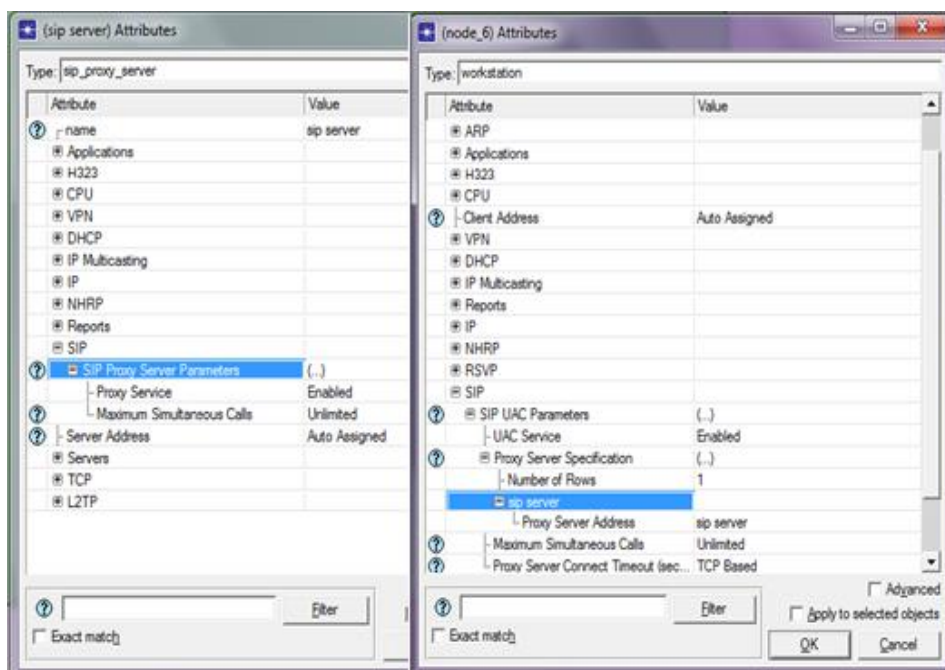 (sip server) Attributes
Type: sip_proxy_server
Attribute Value
name sip server
Applications
H323
CPU
VPN
DHCP
IP Multicasting
IP
NHRP
Reports
SIP
SIP Proxy Server Parameters (...)
Proxy Service Enabled
Maximum Simultaneous Calls Unlimited
Server Address Auto Assigned
Servers
TCP
L2TP
Filter
Exact match
(node_6) Attributes
Type: workstation
Attribute Value
ARP
Applications
H323
CPU
Client Address Auto Assigned
VPN
DHCP
IP Multicasting
Reports
IP
NHRP
RSVP
SIP
SIP UAC Parameters (...)
UAC Service Enabled
Proxy Server Specification (...)
Number of Rows 1
sip server
Proxy Server Address sip server
Maximum Simultaneous Calls Unlimited
Proxy Server Connect Timeout (sec... TCP Based
Advanced
Filter
Apply to selected objects
Exact match
OK Cancel